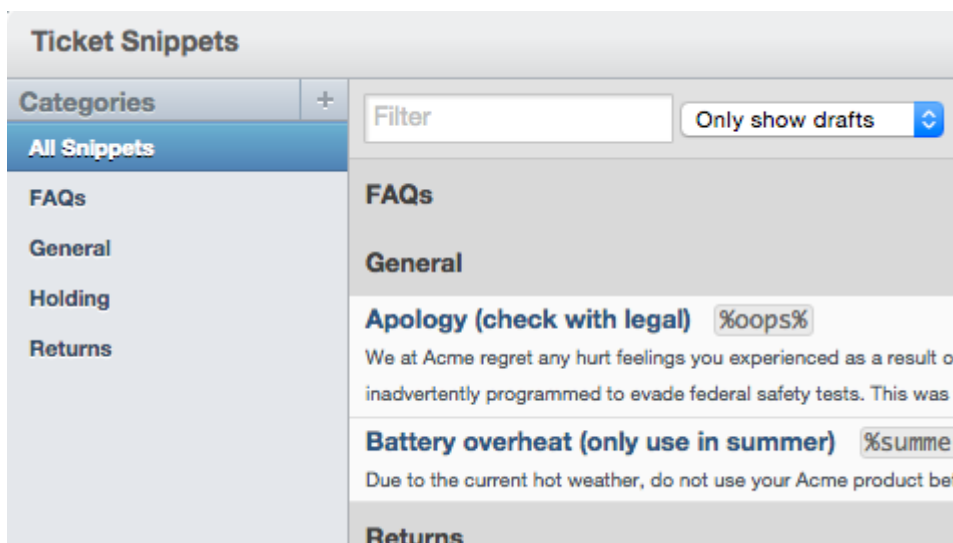 Ticket Snippets
Categories +
All Snippets
FAQs
General
Holding
Returns
Filter
Only show drafts
FAQs
General
Apology (check with legal) %oops%
We at Acme regret any hurt feelings you experienced as a result o
inadvertently programmed to evade federal safety tests. This was
Battery overheat (only use in summer) %summe
Due to the current hot weather, do not use your Acme product bef
Returns